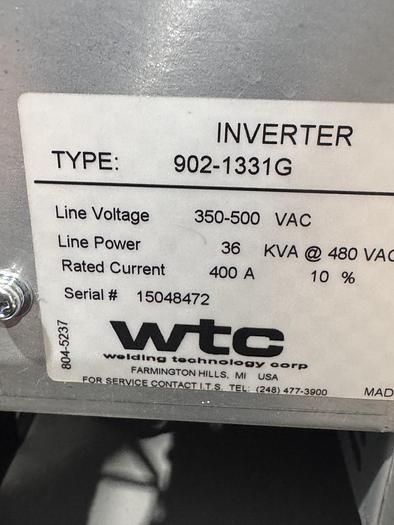 INVERTER
TYPE: 902-1331G
Line Voltage 350-500 VAC
Line Power 36 KVA @ 480 VAC
Rated Current 400 A 10 %
Serial # 15048472
804-5237
wtc
welding technology corp
FARMINGTON HILLS, MI USA
FOR SERVICE CONTACT I.T.S. TEL: (248) 477-3900
MAD